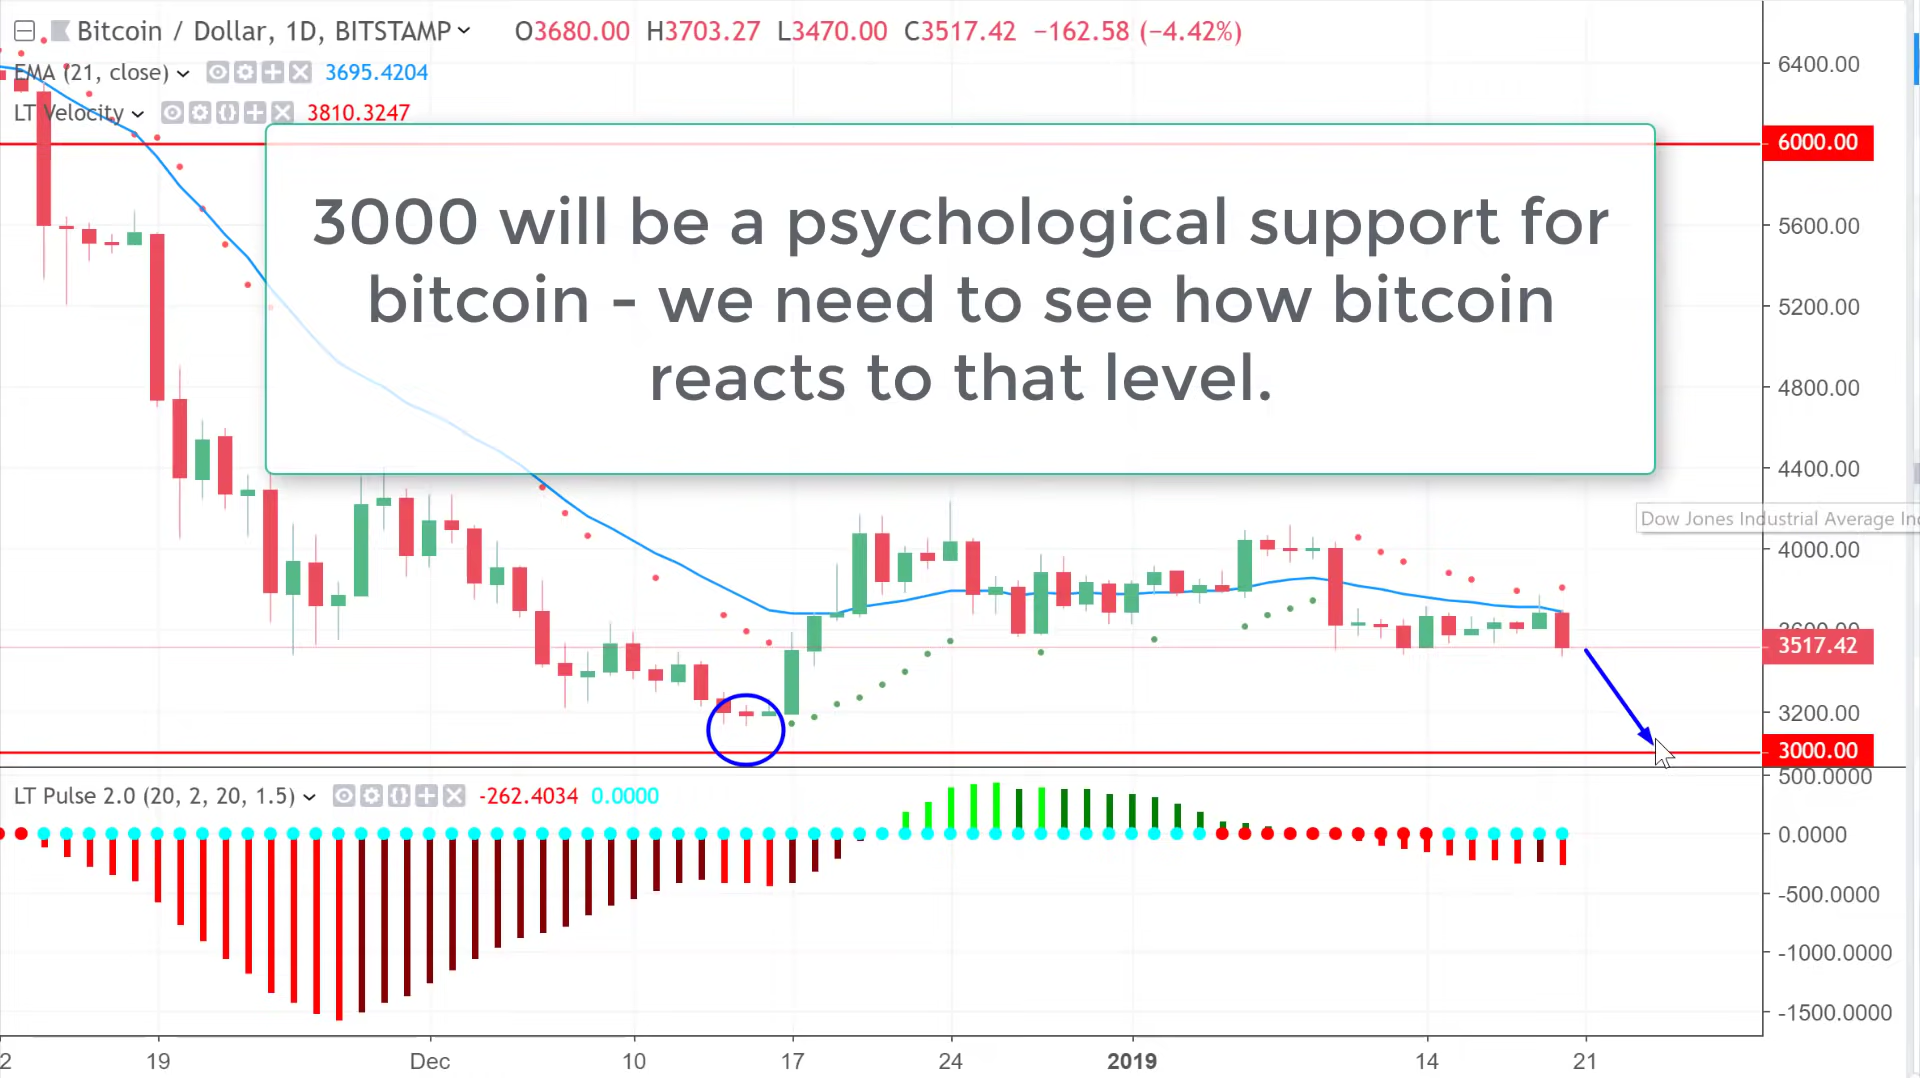 Bitcoin / Dollar, 1D, BITSTAMP O3680.00 H3703.27 L3470.00 C3517.42 −162.58 (−4.42%)
EMA (21, close) 3695.4204
LT Velocity 3810.3247
3000 will be a psychological support for
bitcoin - we need to see how bitcoin
reacts to that level.
6400.00
6000.00
5600.00
5200.00
4800.00
4400.00
Dow Jones Industrial Average In
4000.00
3600.00
3517.42
3200.00
3000.00
LT Pulse 2.0 (20, 2, 20, 1.5) -262.4034 0.0000
500.0000
0.0000
-500.0000
-1000.0000
-1500.0000
2 19 Dec 10 17 24 2019 14 21